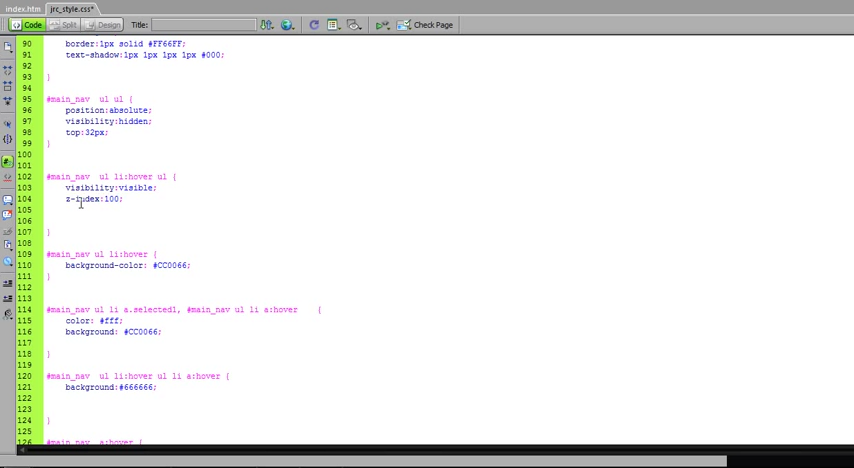 index.htm jrc_style.css*
Code Split Design Title: Check Page
90 border:1px solid #FF66FF;
91 text-shadow:1px 1px 1px 1px #000;
92
93 }
94
95 #main_nav ul ul {
96 position:absolute;
97 visibility:hidden;
98 top:32px;
99 }
100
101
102 #main_nav ul li:hover ul {
103 visibility:visible;
104 z-index:100;
105
106
107 }
108
109 #main_nav ul li:hover {
110 background-color: #CC0066;
111 }
112
113
114 #main_nav ul li a.selected1, #main_nav ul li a:hover {
115 color: #fff;
116 background: #CC0066;
117
118 }
119
120 #main_nav ul li:hover ul li a:hover {
121 background:#666666;
122
123
124 }
125
126 #main_nav a:hover {